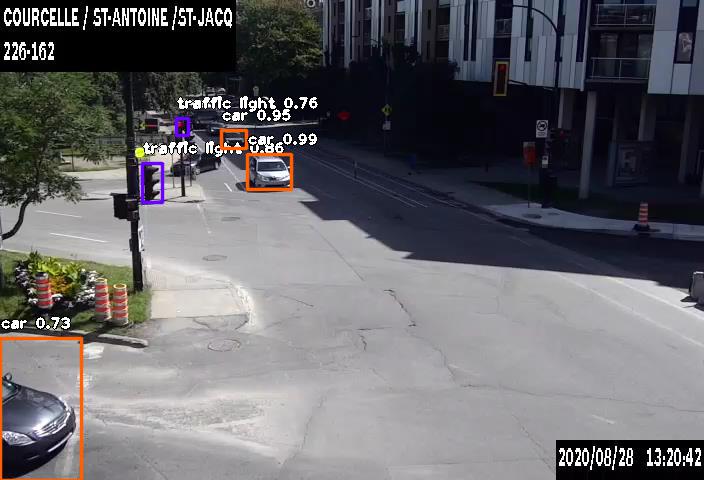 COURCELLE / ST-ANTOINE /ST-JACQ
226-162
traffic light 0.76
car 0.95
car 0.99
traffic light 0.86
car 0.73
2020/08/28 13:20:42